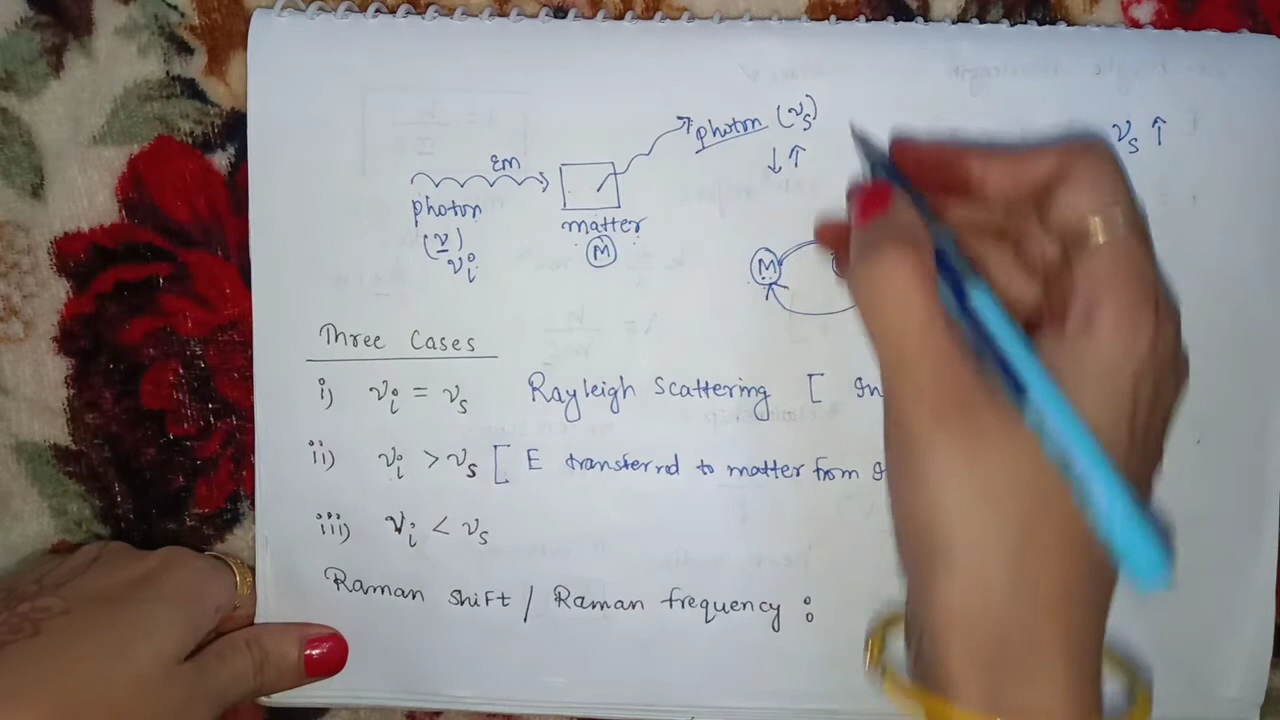 photon (νs)
νs ↑
EM
↓ ↑
photon
matter
(ν)
M
νi
M
Three Cases
i) νi = νs Rayleigh Scattering [
ii) νi > νs [ E transferred to matter from
iii) νi < νs
Raman Shift / Raman frequency :